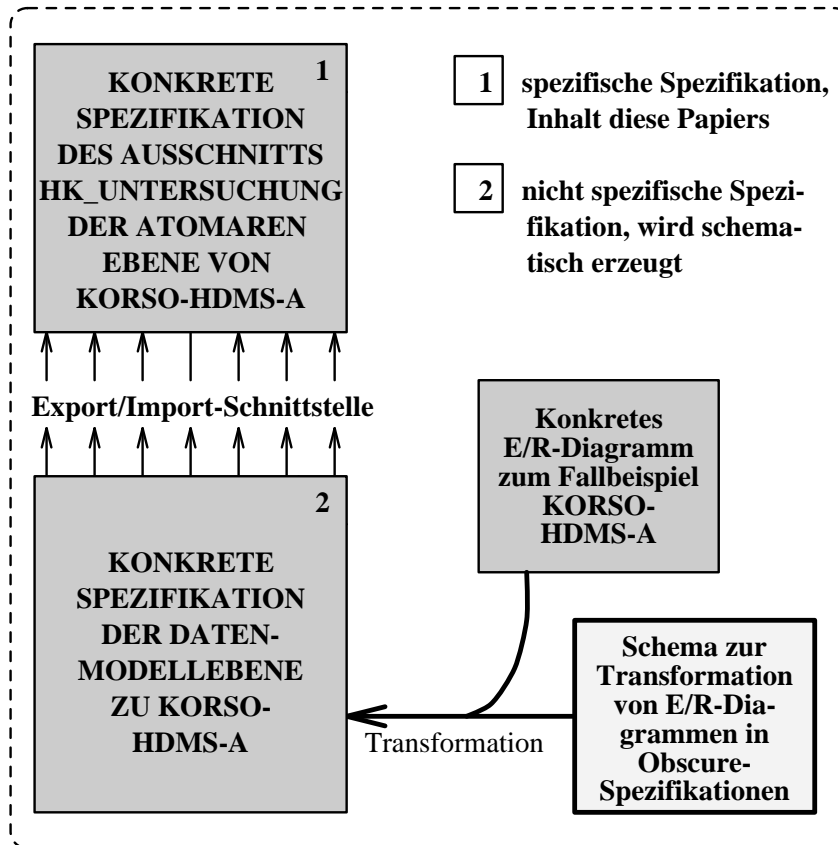 1
KONKRETE
SPEZIFIKATION
DES AUSSCHNITTS
HK_UNTERSUCHUNG
DER ATOMAREN
EBENE VON
KORSO-HDMS-A
1 spezifische Spezifikation,
Inhalt diese Papiers
2 nicht spezifische Spezi-
fikation, wird schema-
tisch erzeugt
Export/Import-Schnittstelle
Konkretes
E/R-Diagramm
zum Fallbeispiel
KORSO-
HDMS-A
2
KONKRETE
SPEZIFIKATION
DER DATEN-
MODELLEBENE
ZU KORSO-
HDMS-A
Transformation
Schema zur
Transformation
von E/R-Dia-
grammen in
Obscure-
Spezifikationen